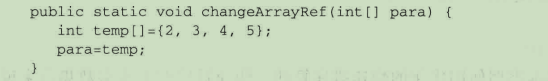 public static void changeArrayRef(int[] para) {
int temp[]={2, 3, 4, 5};
para=temp;
}